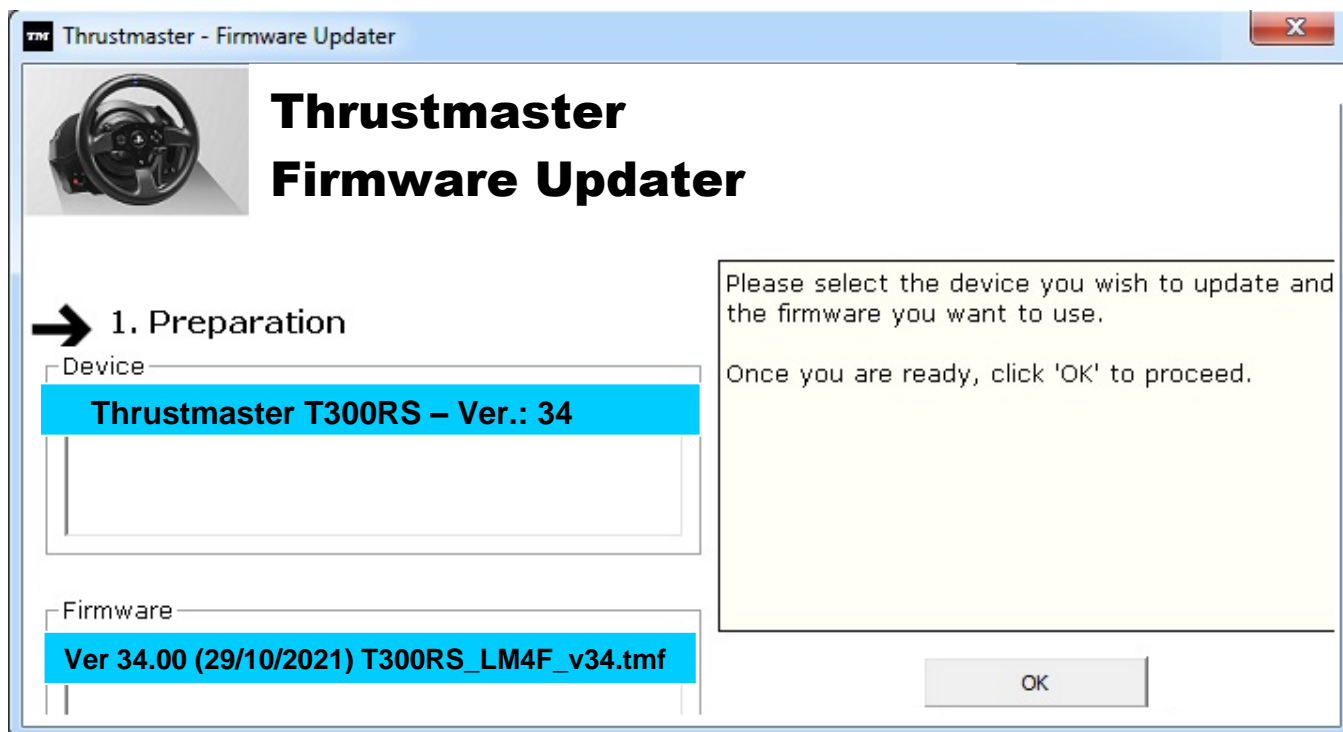 Thrustmaster - Firmware Updater
Thrustmaster
Firmware Updater
1. Preparation
Device
Thrustmaster T300RS – Ver.: 34
Firmware
Ver 34.00 (29/10/2021) T300RS_LM4F_v34.tmf
Please select the device you wish to update and
the firmware you want to use.
Once you are ready, click 'OK' to proceed.
OK